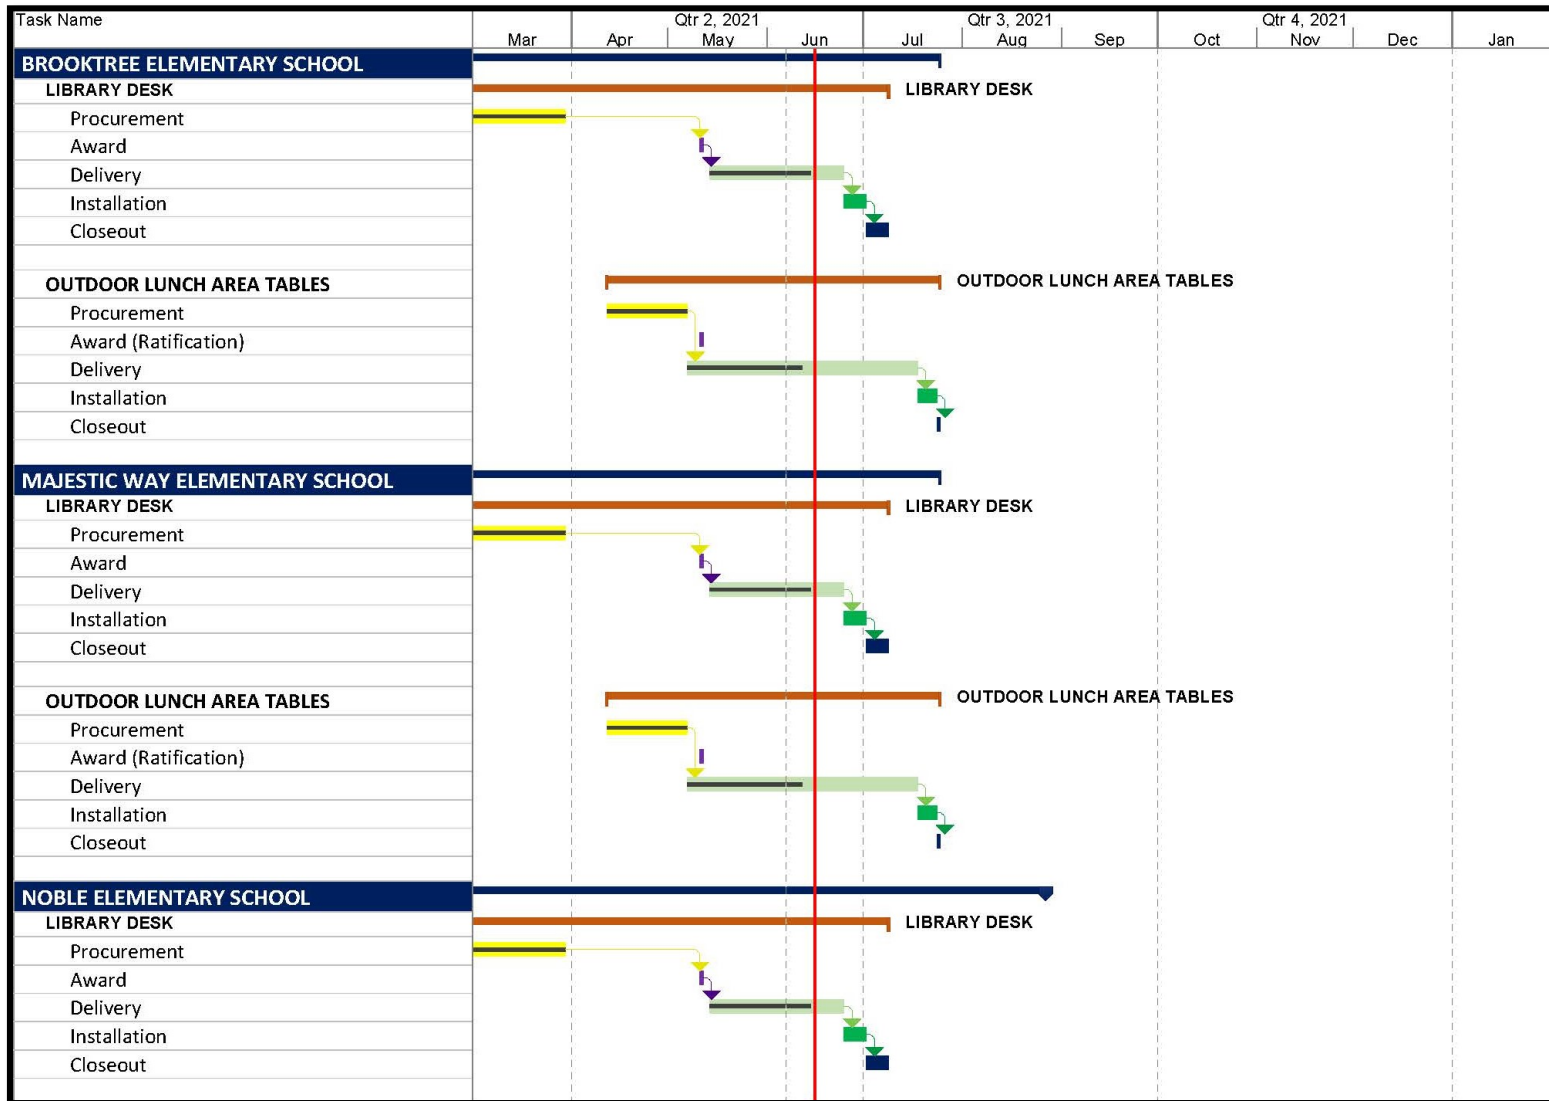 Task Name
Qtr 2, 2021 Qtr 3, 2021 Qtr 4, 2021
Mar Apr May Jun Jul Aug Sep Oct Nov Dec Jan
BROOKTREE ELEMENTARY SCHOOL
LIBRARY DESK LIBRARY DESK
Procurement
Award
Delivery
Installation
Closeout
OUTDOOR LUNCH AREA TABLES OUTDOOR LUNCH AREA TABLES
Procurement
Award (Ratification)
Delivery
Installation
Closeout
MAJESTIC WAY ELEMENTARY SCHOOL
LIBRARY DESK LIBRARY DESK
Procurement
Award
Delivery
Installation
Closeout
OUTDOOR LUNCH AREA TABLES OUTDOOR LUNCH AREA TABLES
Procurement
Award (Ratification)
Delivery
Installation
Closeout
NOBLE ELEMENTARY SCHOOL
LIBRARY DESK LIBRARY DESK
Procurement
Award
Delivery
Installation
Closeout